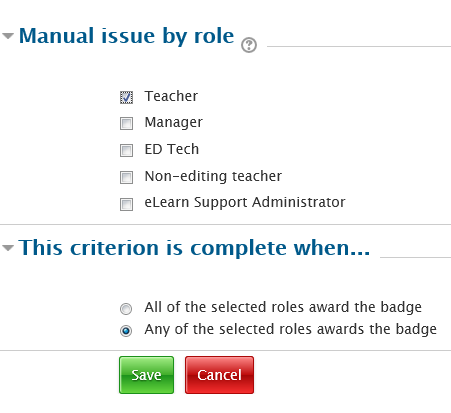 Manual issue by role
Teacher
Manager
ED Tech
Non-editing teacher
eLearn Support Administrator
This criterion is complete when...
All of the selected roles award the badge
Any of the selected roles awards the badge
Save Cancel